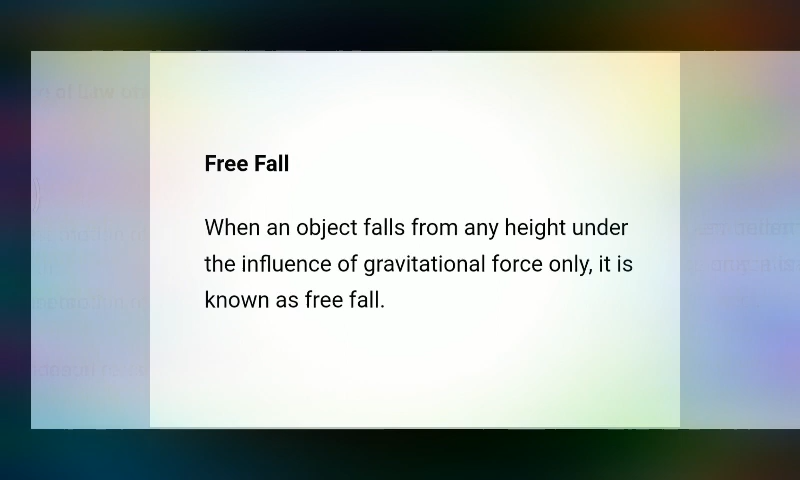 Free Fall
When an object falls from any height under
the influence of gravitational force only, it is
known as free fall.